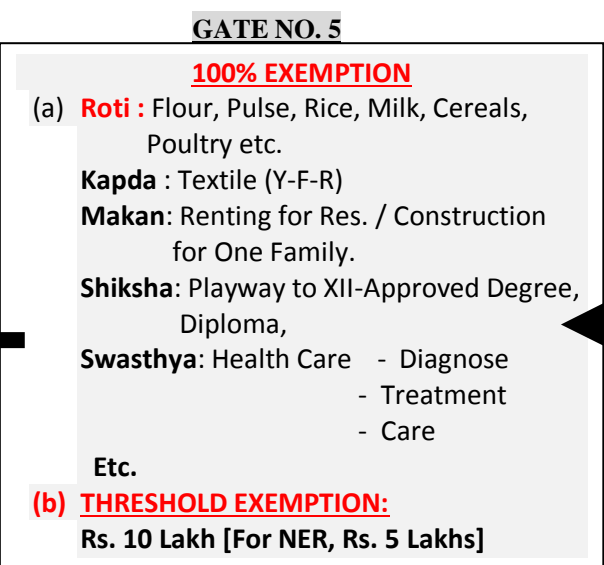 GATE NO. 5
100% EXEMPTION
(a) Roti : Flour, Pulse, Rice, Milk, Cereals,
Poultry etc.
Kapda : Textile (Y-F-R)
Makan: Renting for Res. / Construction
for One Family.
Shiksha: Playway to XII-Approved Degree,
Diploma,
Swasthya: Health Care - Diagnose
- Treatment
- Care
Etc.
(b) THRESHOLD EXEMPTION:
Rs. 10 Lakh [For NER, Rs. 5 Lakhs]